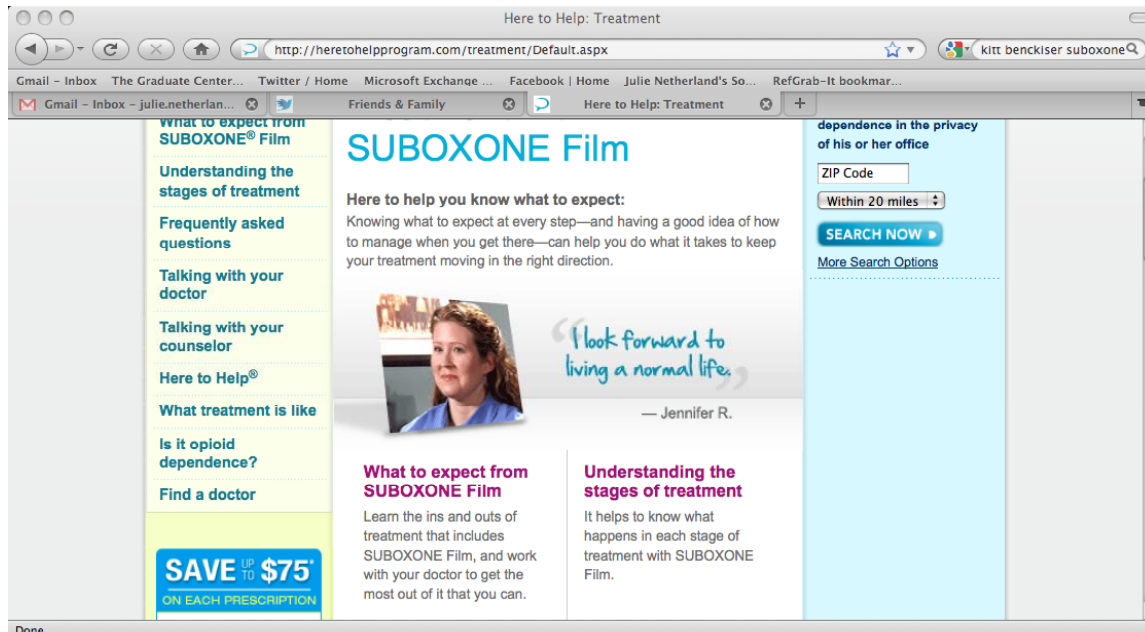 Here to Help: Treatment
http://heretohelpprogram.com/treatment/Default.aspx
kitt benckiser suboxone
Gmail – Inbox The Graduate Center... Twitter / Home Microsoft Exchange ... Facebook | Home Julie Netherland's So... RefGrab-It bookmar...
Gmail – Inbox – julie.netherlan... Friends & Family Here to Help: Treatment +
What to expect from
SUBOXONE® Film
Understanding the
stages of treatment
Frequently asked
questions
Talking with your
doctor
Talking with your
counselor
Here to Help®
What treatment is like
Is it opioid
dependence?
Find a doctor
SAVE UP TO $75*
ON EACH PRESCRIPTION
SUBOXONE Film
Here to help you know what to expect:
Knowing what to expect at every step—and having a good idea of how
to manage when you get there—can help you do what it takes to keep
your treatment moving in the right direction.
“I look forward to
living a normal life.”
— Jennifer R.
What to expect from
SUBOXONE Film
Learn the ins and outs of
treatment that includes
SUBOXONE Film, and work
with your doctor to get the
most out of it that you can.
Understanding the
stages of treatment
It helps to know what
happens in each stage of
treatment with SUBOXONE
Film.
dependence in the privacy
of his or her office
ZIP Code
Within 20 miles
SEARCH NOW
More Search Options
Done